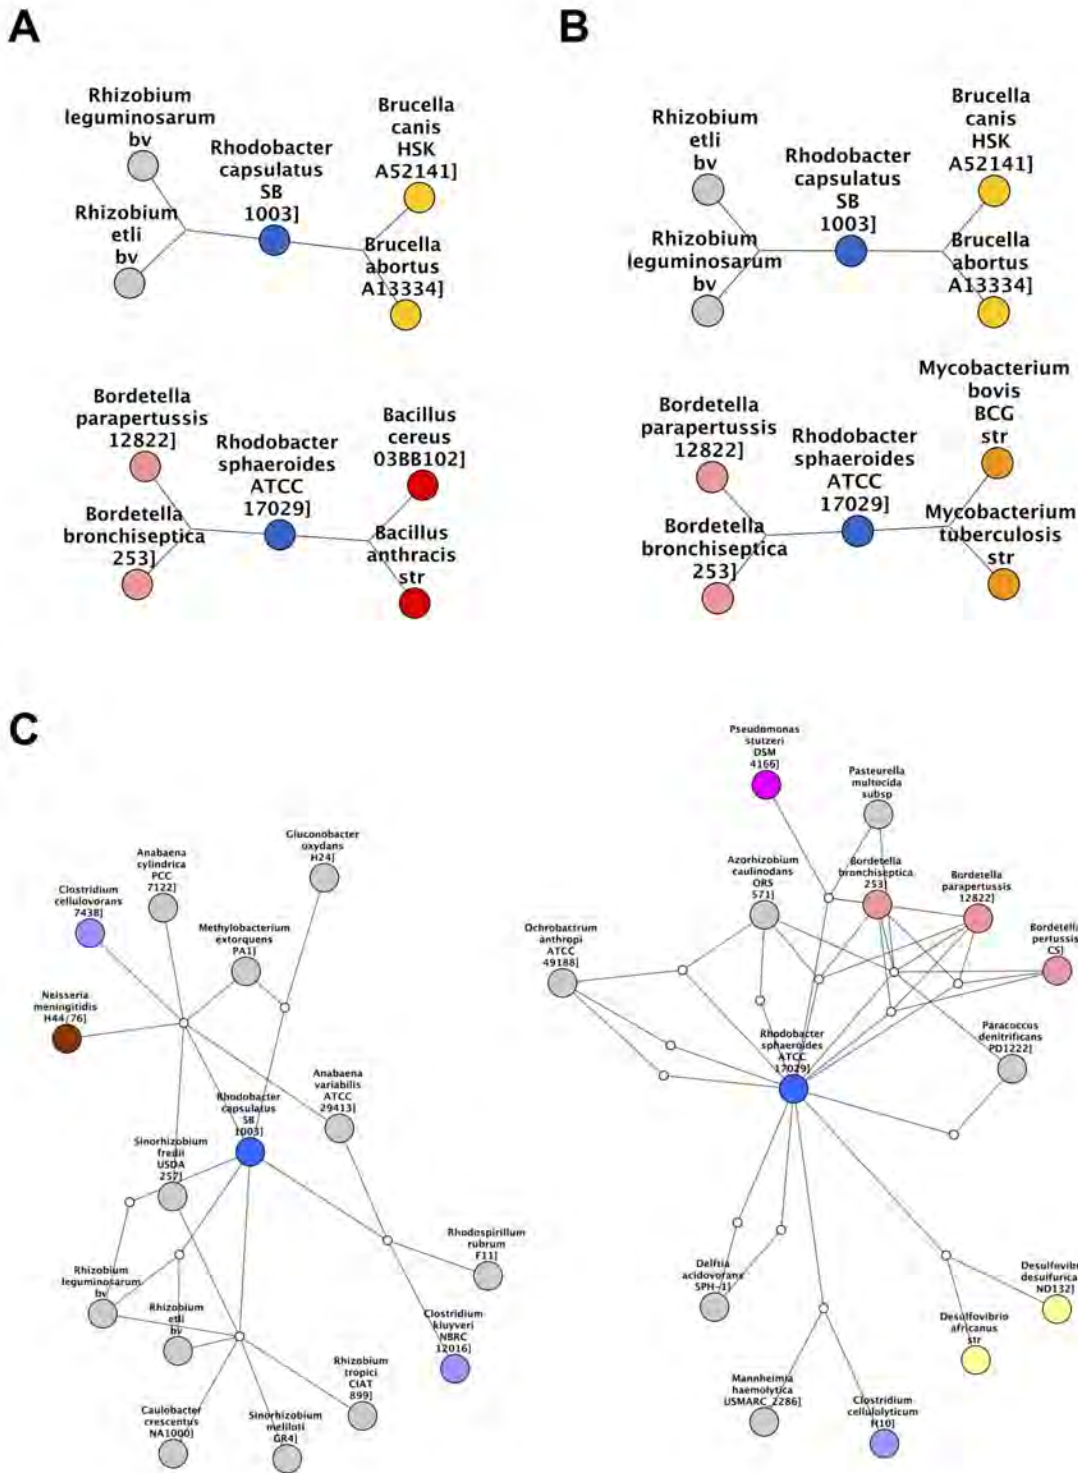 A
Rhizobium
leguminosarum
bv
Rhizobium
etli
bv
Rhodobacter
capsulatus
SB
1003]
Brucella
canis
HSK
A52141]
Brucella
abortus
A13334]
Bordetella
parapertussis
12822]
Bordetella
bronchiseptica
253]
Rhodobacter
sphaeroides
ATCC
17029]
Bacillus
cereus
03BB102]
Bacillus
anthracis
str
B
Rhizobium
etli
bv
Rhizobium
leguminosarum
bv
Rhodobacter
capsulatus
SB
1003]
Brucella
canis
HSK
A52141]
Brucella
abortus
A13334]
Bordetella
parapertussis
12822]
Bordetella
bronchiseptica
253]
Rhodobacter
sphaeroides
ATCC
17029]
Mycobacterium
bovis
BCG
str
Mycobacterium
tuberculosis
str
C
Gluconobacter
oxydans
H24]
Anabaena
cylindrica
PCC
7122]
Clostridium
cellulovorans
7438]
Methylobacterium
extorquens
PA1]
Neisseria
meningitidis
H44/76]
Anabaena
variabilis
ATCC
29413]
Rhodobacter
capsulatus
SB
1003]
Sinorhizobium
fredii
USDA
257]
Rhodospirillum
rubrum
F11]
Rhizobium
leguminosarum
bv
Rhizobium
etli
bv
Clostridium
kluyveri
NBRC
12016]
Rhizobium
tropici
CIAT
899]
Caulobacter
crescentus
NA1000]
Sinorhizobium
meliloti
GR4]
Pseudomonas
stutzeri
DSM
4166]
Pasteurella
multocida
subsp
Azorhizobium
caulinodans
ORS
571]
Bordetella
bronchiseptica
253]
Bordetella
parapertussis
12822]
Ochrobactrum
anthropi
ATCC
49188]
Bordetella
pertussis
CS]
Rhodobacter
sphaeroides
ATCC
17029]
Paracoccus
denitrificans
PD1222]
Delftia
acidovorans
SPH-1]
Desulfovibri
desulfurica
ND132]
Desulfovibrio
africanus
str
Mannheimia
haemolytica
USMARC_2286]
Clostridium
cellulolyticum
H10]